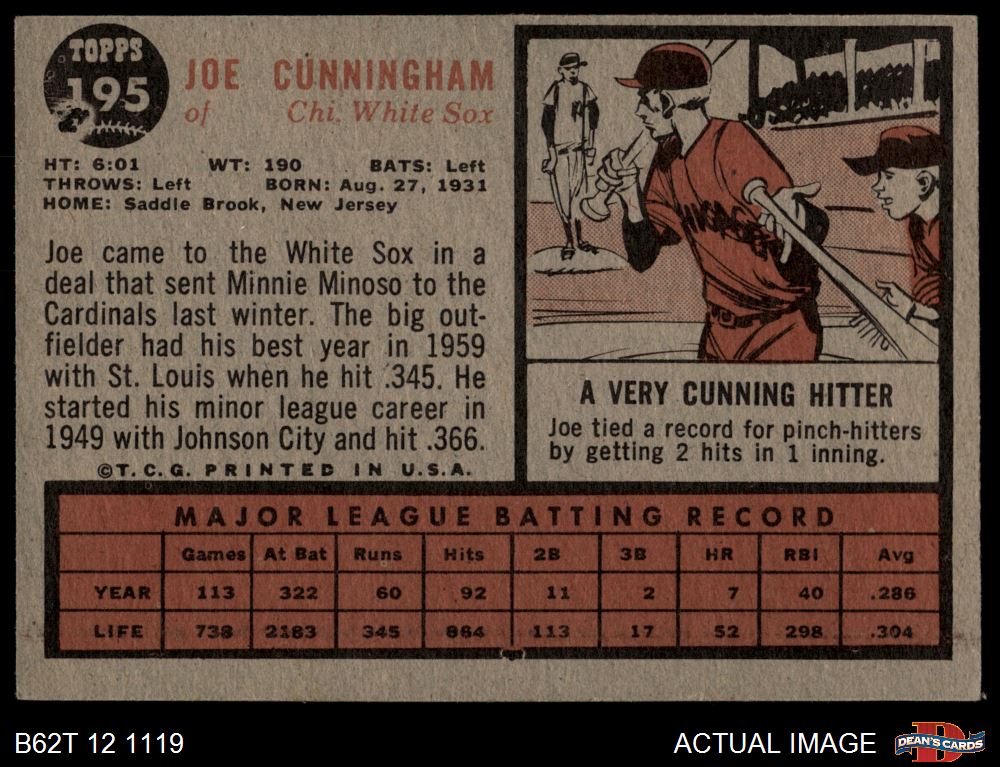 TOPPS
195
JOE CUNNINGHAM
of Chi. White Sox
HT: 6:01 WT: 190 BATS: Left
THROWS: Left BORN: Aug. 27, 1931
HOME: Saddle Brook, New Jersey
Joe came to the White Sox in a
deal that sent Minnie Minoso to the
Cardinals last winter. The big out-
fielder had his best year in 1959
with St. Louis when he hit .345. He
started his minor league career in
1949 with Johnson City and hit .366.
©T.C.G. PRINTED IN U.S.A.
A VERY CUNNING HITTER
Joe tied a record for pinch-hitters
by getting 2 hits in 1 inning.
MAJOR LEAGUE BATTING RECORD
Games At Bat Runs Hits 2B 3B HR RBI Avg
YEAR 113 322 60 92 11 2 7 40 .286
LIFE 738 2183 345 664 113 17 52 298 .304
B62T 12 1119
ACTUAL IMAGE
DEAN'S CARDS